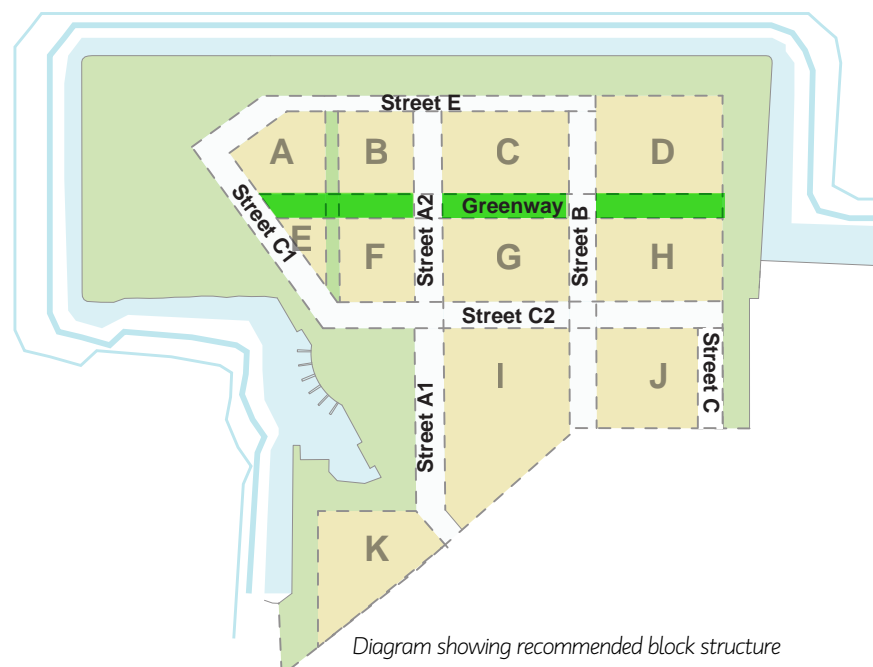 Street E
A
B
C
D
Greenway
Street C1
Street A2
Street B
E
F
G
H
Street C2
I
J
Street C
Street A1
K
Diagram showing recommended block structure